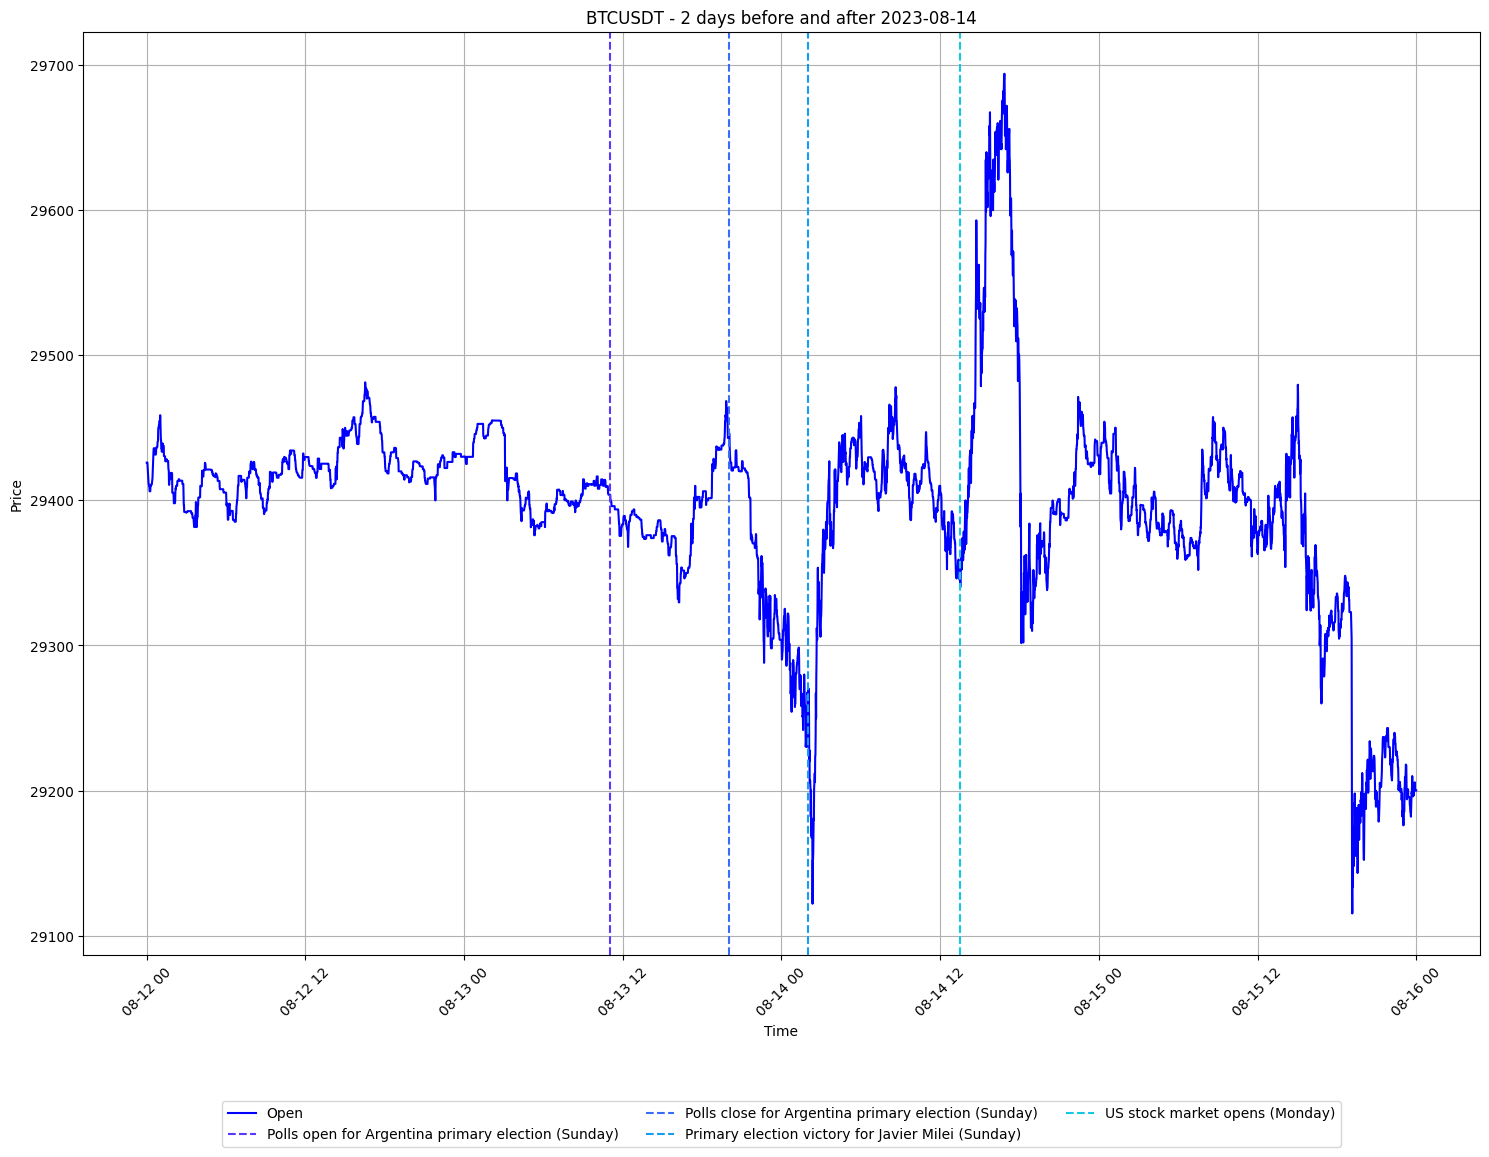 BTCUSDT - 2 days before and after 2023-08-14
29700
29600
29500
29400
29300
29200
29100
Price
08-12 00
08-12 12
08-13 00
08-13 12
08-14 00
08-14 12
08-15 00
08-15 12
08-16 00
Time
Open
Polls open for Argentina primary election (Sunday)
Polls close for Argentina primary election (Sunday)
Primary election victory for Javier Milei (Sunday)
US stock market opens (Monday)